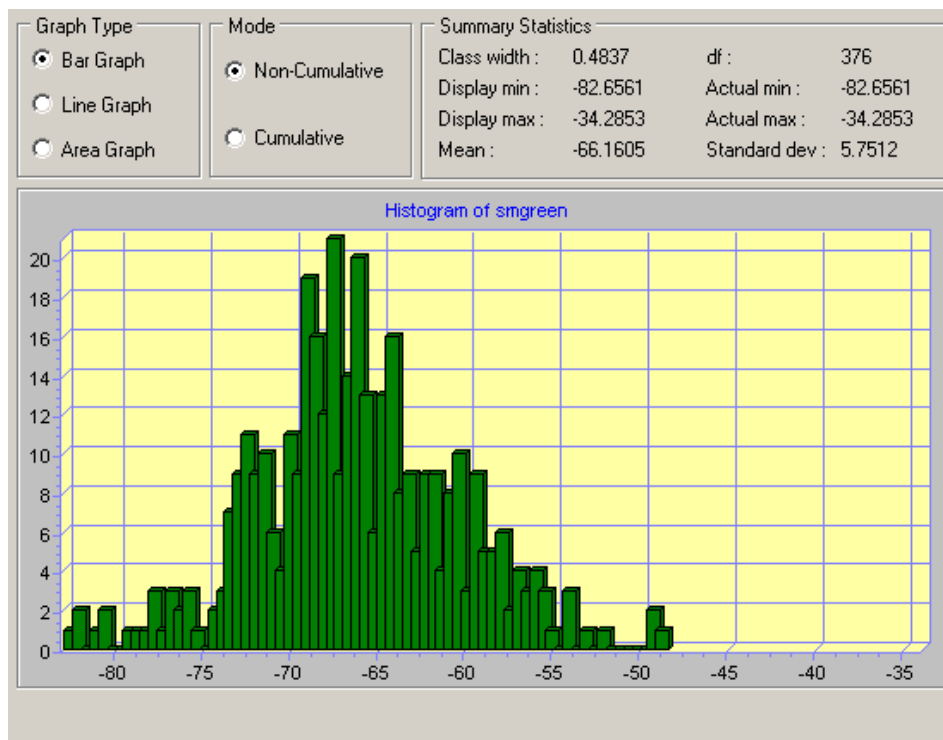 Graph Type
Bar Graph
Line Graph
Area Graph
Mode
Non-Cumulative
Cumulative
Summary Statistics
Class width : 0.4837 df : 376
Display min : -82.6561 Actual min : -82.6561
Display max : -34.2853 Actual max : -34.2853
Mean : -66.1605 Standard dev : 5.7512
Histogram of smgreen
20
18
16
14
12
10
8
6
4
2
0
-80 -75 -70 -65 -60 -55 -50 -45 -40 -35